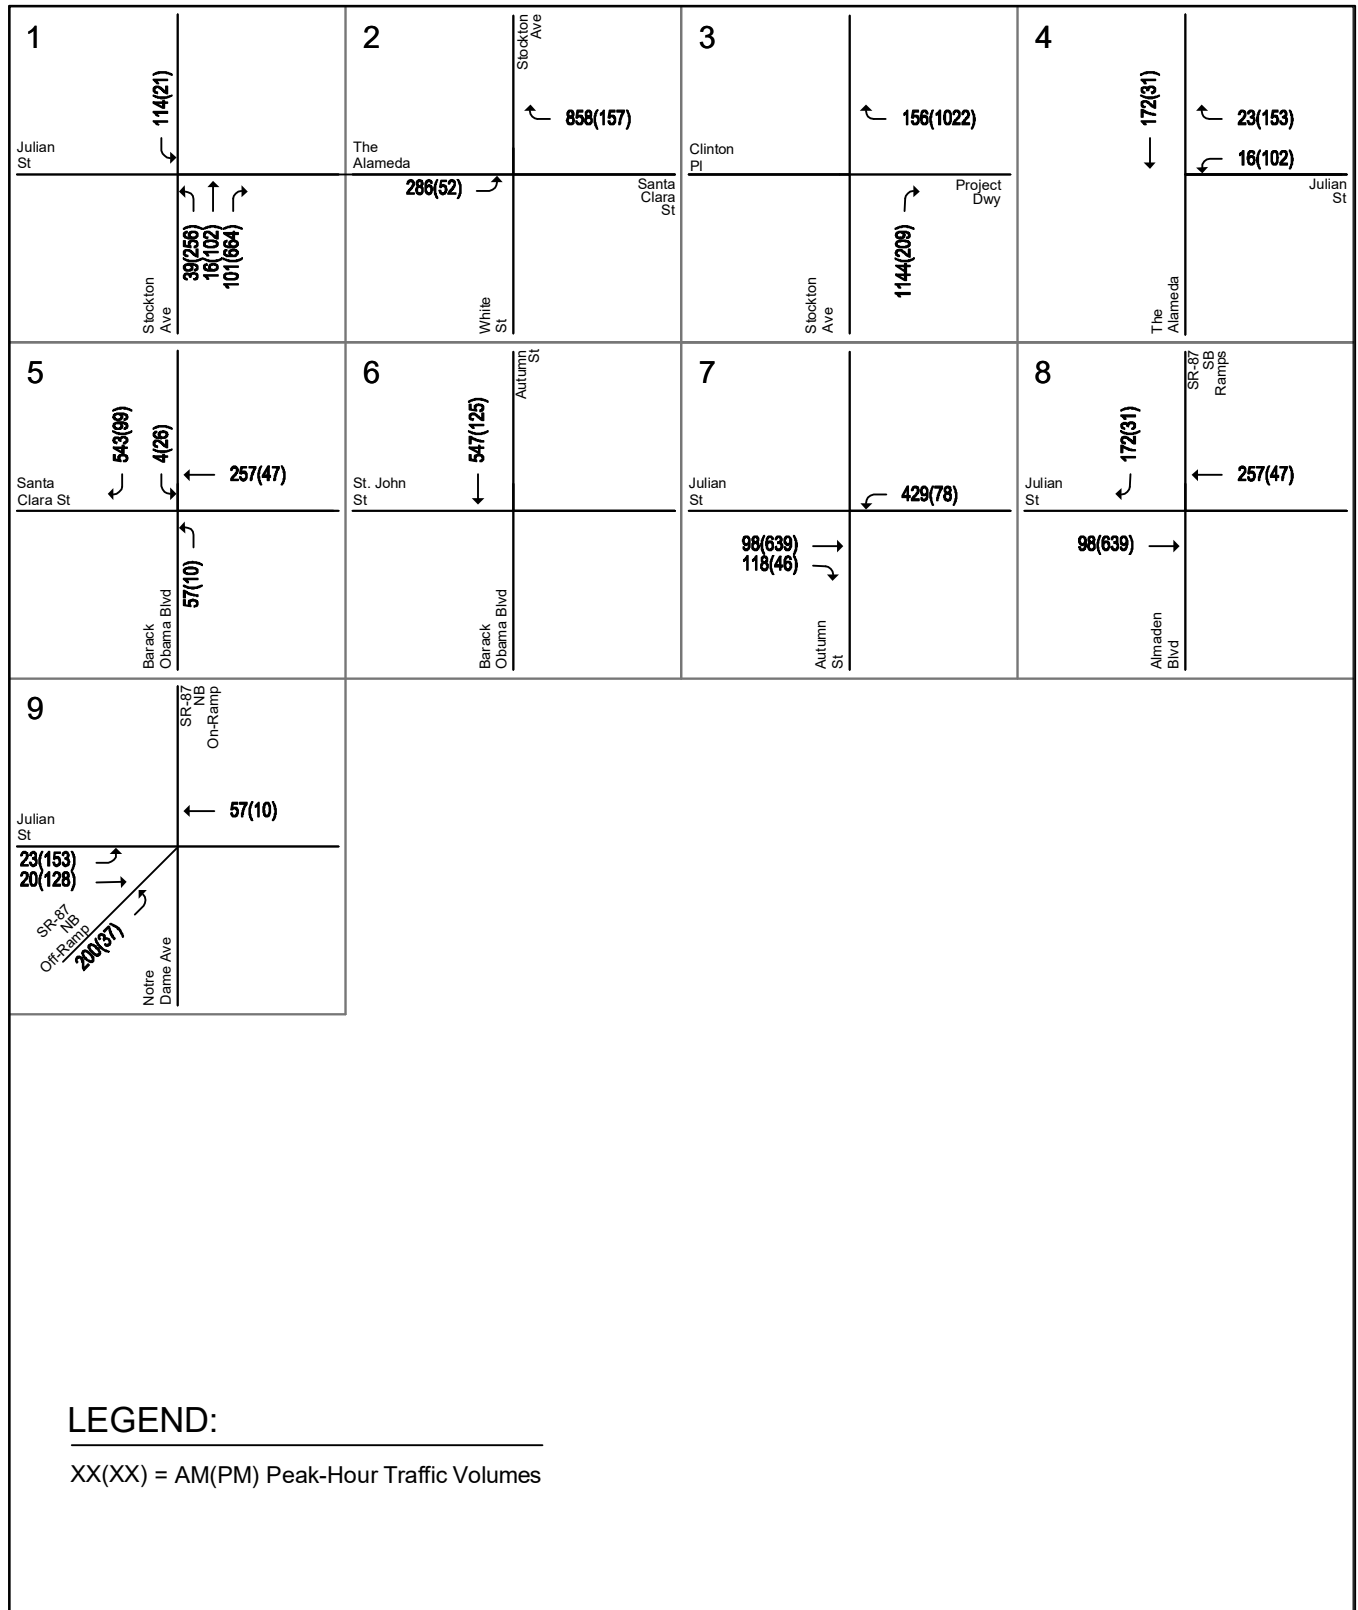 1
114(21)
Julian
St
39(256)
16(102)
101(664)
Stockton
Ave
2
Stockton
Ave
858(157)
The
Alameda
286(52)
Santa
Clara
St
White
St
3
156(1022)
Clinton
Pl
Project
Dwy
1144(209)
Stockton
Ave
4
172(31)
23(153)
16(102)
Julian
St
The
Alameda
5
543(99)
4(26)
257(47)
Santa
Clara St
57(10)
Barack
Obama Blvd
6
Autumn
St
547(125)
St. John
St
Barack
Obama Blvd
7
Julian
St
429(78)
98(639)
118(46)
Autumn
St
8
SR-87
SB
Ramps
172(31)
257(47)
Julian
St
98(639)
Almaden
Blvd
9
SR-87
NB
On-Ramp
57(10)
Julian
St
23(153)
20(128)
SR-87
NB
Off-Ramp
200(37)
Notre
Dame Ave
LEGEND:
XX(XX) = AM(PM) Peak-Hour Traffic Volumes